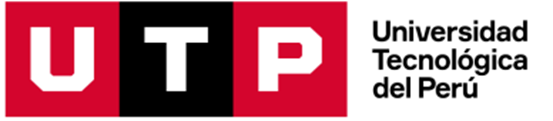 UTP
Universidad
Tecnológica
del Perú